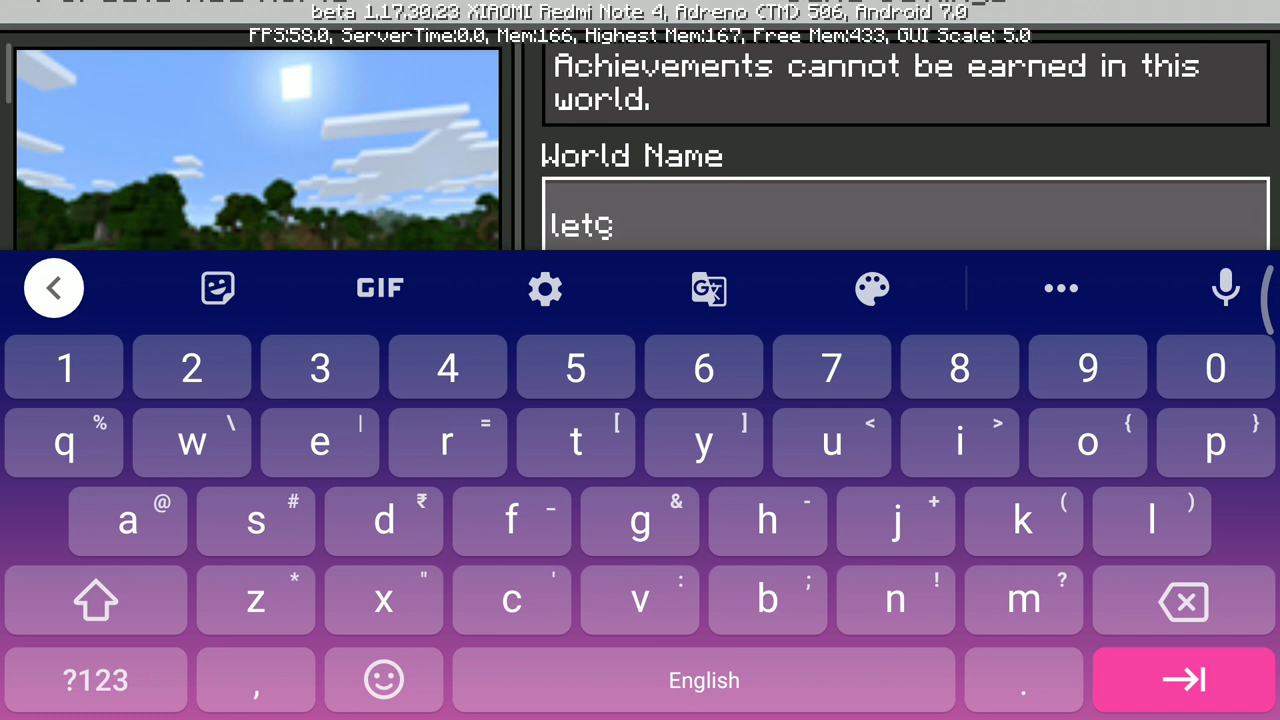 beta 1.17.30.23 XIAOMI Redmi Note 4, Adreno (TM) 506, Android 7.0
FPS:58.0, ServerTime:0.0, Mem:166, Highest Mem:167, Free Mem:433, GUI Scale: 5.0
Achievements cannot be earned in this
world.
World Name
letg
GIF
1 2 3 4 5 6 7 8 9 0
% \ | = [ ] < > { }
q w e r t y u i o p
@ # ₹ _ & - + ( )
a s d f g h j k l
* " ' : ; ! ?
z x c v b n m
?123 , English .